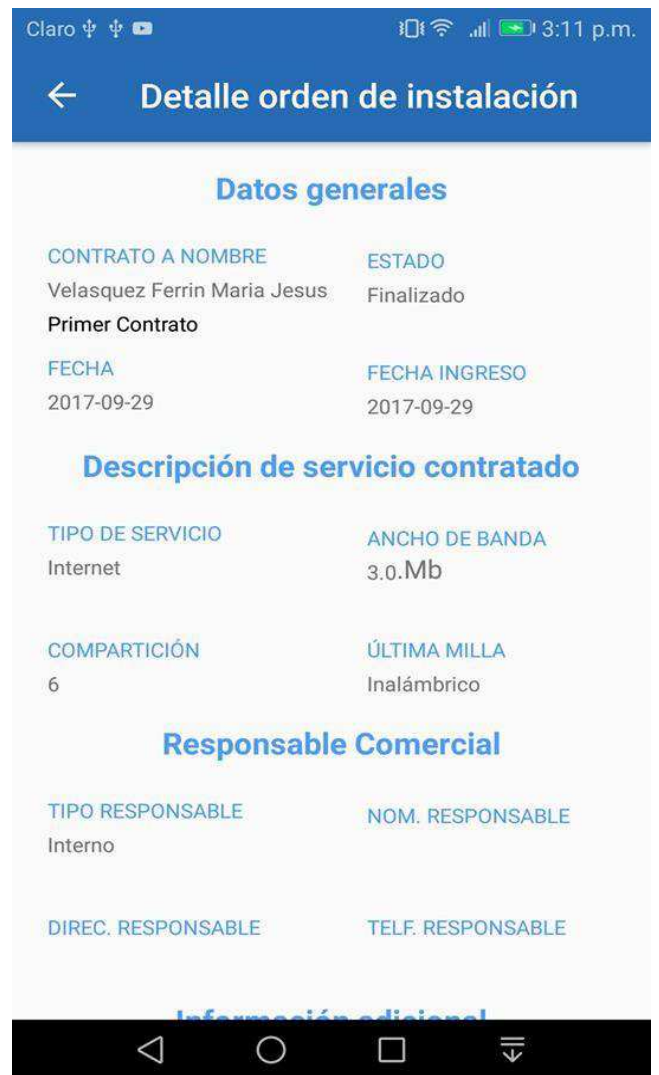 Claro 3:11 p.m.
Detalle orden de instalación
Datos generales
CONTRATO A NOMBRE
Velasquez Ferrin Maria Jesus
Primer Contrato
ESTADO
Finalizado
FECHA
2017-09-29
FECHA INGRESO
2017-09-29
Descripción de servicio contratado
TIPO DE SERVICIO
Internet
ANCHO DE BANDA
3.0.Mb
COMPARTICIÓN
6
ÚLTIMA MILLA
Inalámbrico
Responsable Comercial
TIPO RESPONSABLE
Interno
NOM. RESPONSABLE
DIREC. RESPONSABLE
TELF. RESPONSABLE
Información adicional